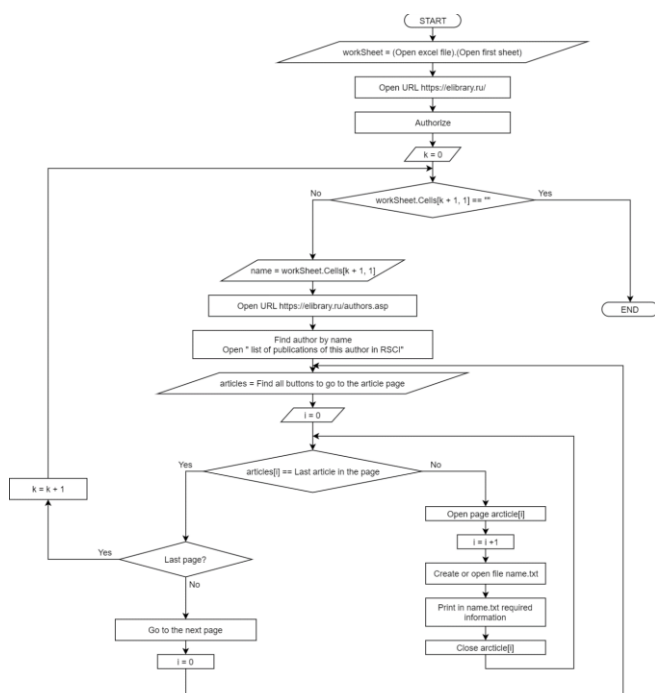 START
workSheet = (Open excel file).(Open first sheet)
Open URL https://elibrary.ru/
Authorize
k = 0
No
Yes
workSheet.Cells[k + 1, 1] == ""
name = workSheet.Cells[k + 1, 1]
Open URL https://elibrary.ru/authors.asp
END
Find author by name
Open " list of publications of this author in RSCI"
articles = Find all buttons to go to the article page
i = 0
Yes
articles[i] == Last article in the page
No
k = k + 1
Open page arcticle[i]
i = i +1
Yes
Last page?
No
Create or open file name.txt
Print in name.txt required
information
Go to the next page
Close arcticle[i]
i = 0